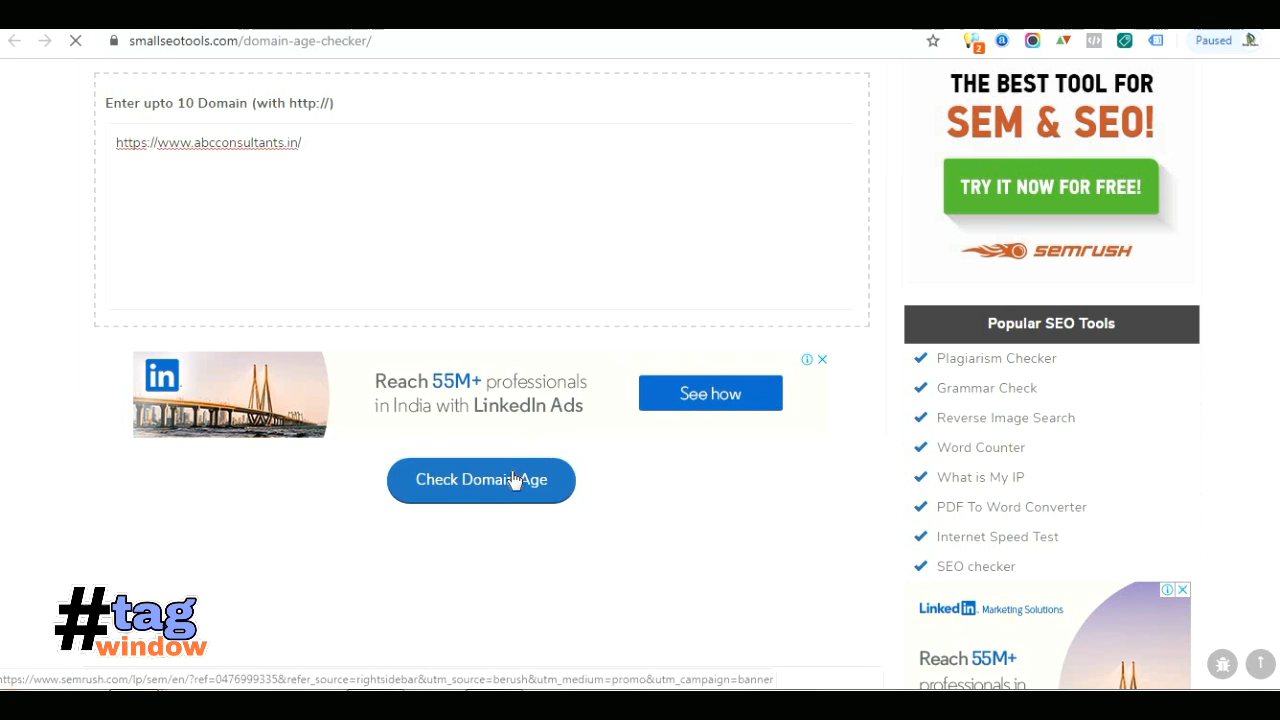 smallseotools.com/domain-age-checker/
2
Paused
Enter upto 10 Domain (with http://)
https://www.abcconsultants.in/
in
Reach 55M+ professionals
in India with LinkedIn Ads
See how
Check Domain Age
THE BEST TOOL FOR
SEM & SEO!
TRY IT NOW FOR FREE!
SEMRUSH
Popular SEO Tools
Plagiarism Checker
Grammar Check
Reverse Image Search
Word Counter
What is My IP
PDF To Word Converter
Internet Speed Test
SEO checker
Linked in Marketing Solutions
Reach 55M+
professionals in
#tag
window
https://www.semrush.com/lp/sem/en/?ref=0476999335&refer_source=rightsidebar&utm_source=berush&utm_medium=promo&utm_campaign=banner